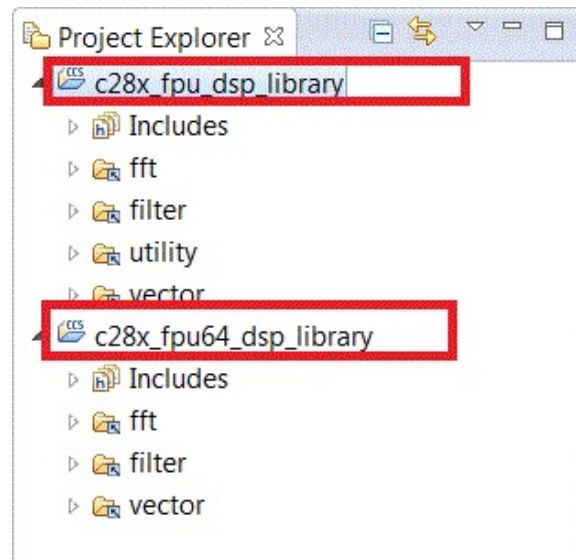 Project Explorer
c28x_fpu_dsp_library
Includes
fft
filter
utility
vector
c28x_fpu64_dsp_library
Includes
fft
filter
vector